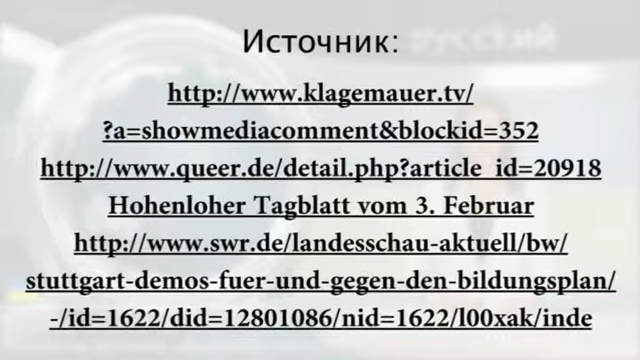 Источник:
русский
http://www.klagemauer.tv/
?a=showmediacomment&blockid=352
http://www.queer.de/detail.php?article_id=20918
Hohenloher Tagblatt vom 3. Februar
http://www.swr.de/landesschau-aktuell/bw/
stuttgart-demos-fuer-und-gegen-den-bildungsplan/
-/id=1622/did=12801086/nid=1622/l00xak/inde